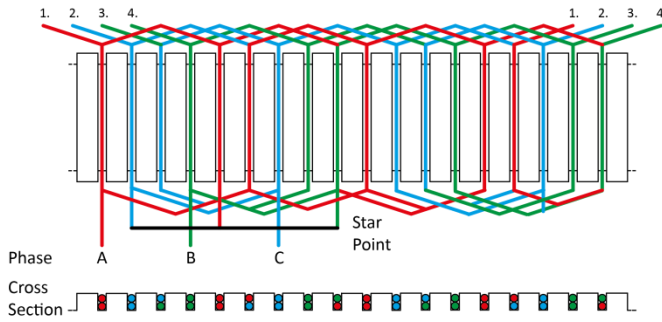 1. 2. 3. 4. 1. 2. 3. 4
Star
Point
Phase A B C
Cross
Section